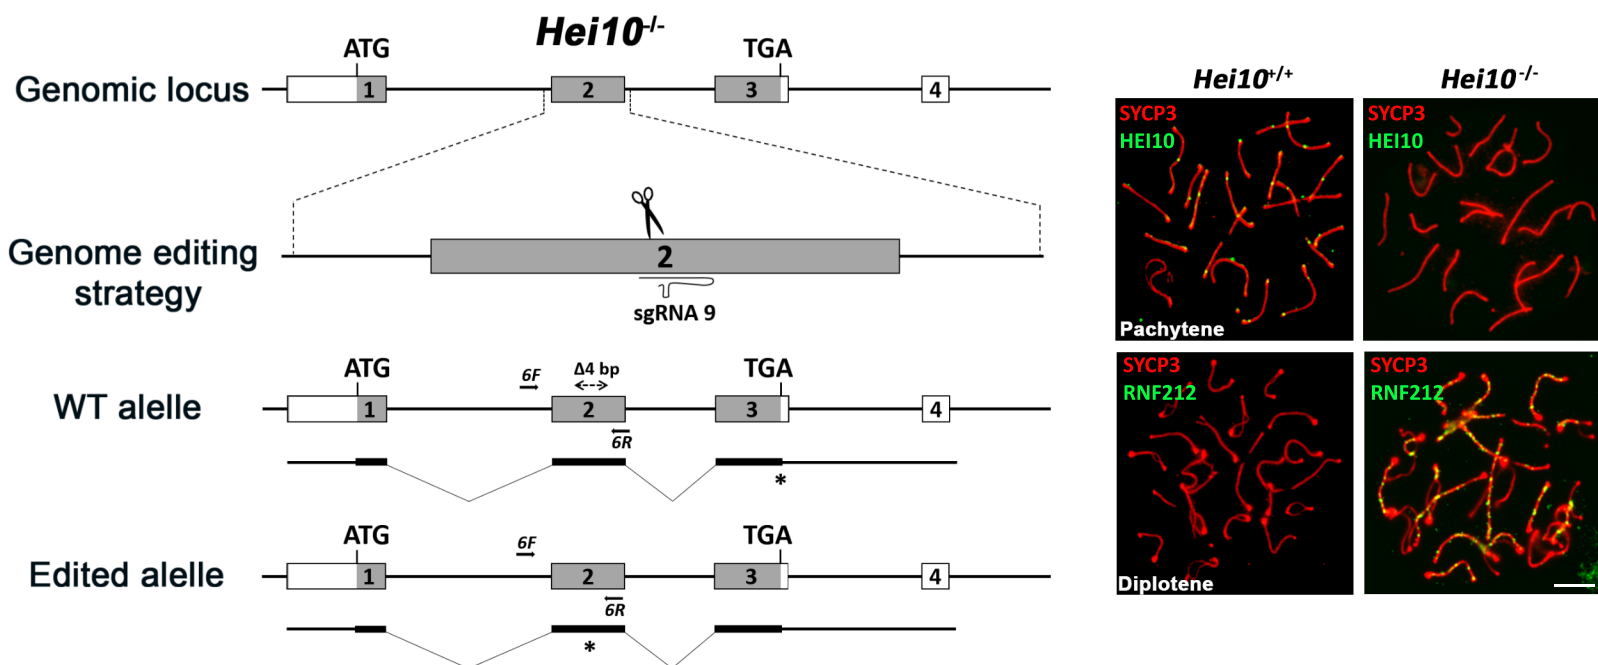 Hei10-/-
ATG TGA
Genomic locus 1 2 3 4
Genome editing
strategy
2
sgRNA 9
ATG 6F Δ4 bp TGA
WT alelle 1 2 3 4
6R
*
ATG 6F TGA
Edited alelle 1 2 3 4
6R
*
Hei10+/+ Hei10-/-
SYCP3
HEI10
Pachytene
SYCP3
HEI10
SYCP3
RNF212
Diplotene
SYCP3
RNF212